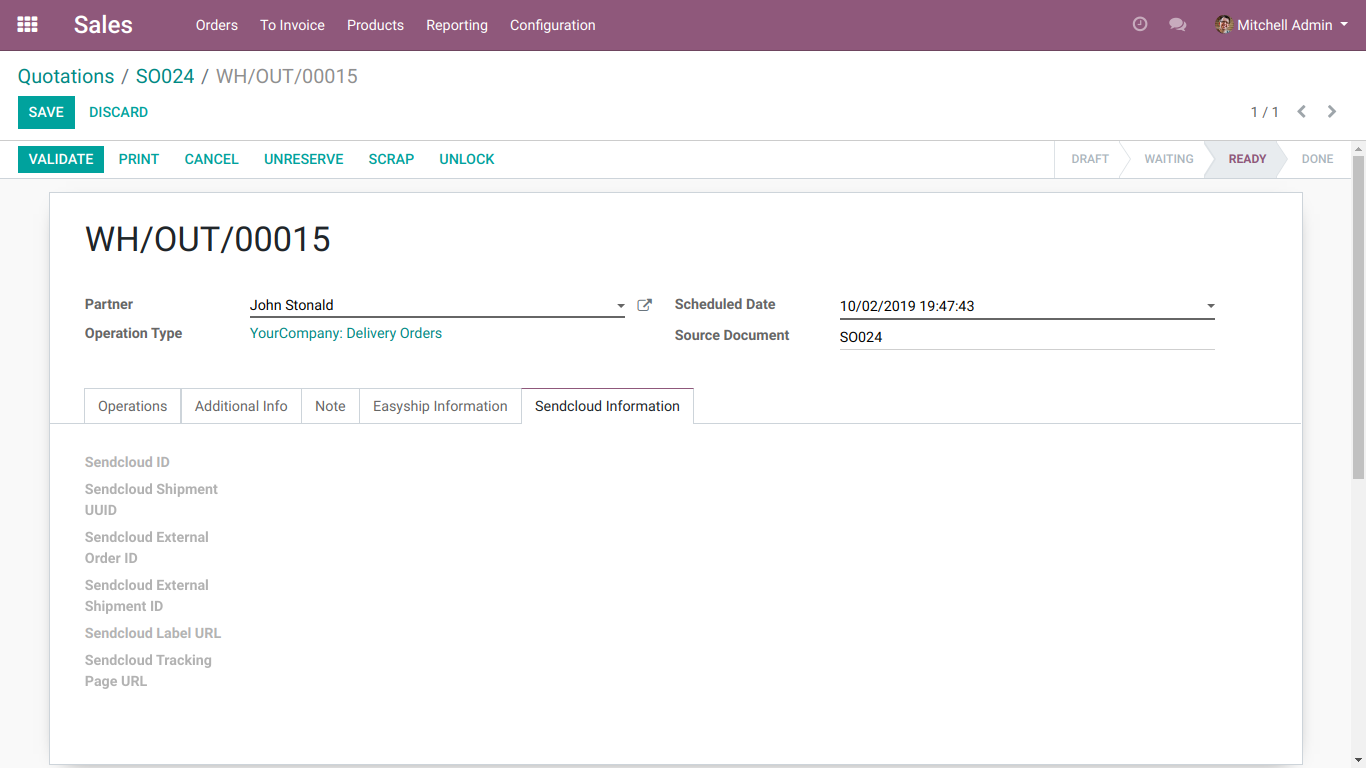 Sales Orders To Invoice Products Reporting Configuration Mitchell Admin
Quotations / SO024 / WH/OUT/00015
SAVE DISCARD 1 / 1
VALIDATE PRINT CANCEL UNRESERVE SCRAP UNLOCK DRAFT WAITING READY DONE
WH/OUT/00015
Partner John Stonald Scheduled Date 10/02/2019 19:47:43
Operation Type YourCompany: Delivery Orders Source Document SO024
Operations Additional Info Note Easyship Information Sendcloud Information
Sendcloud ID
Sendcloud Shipment
UUID
Sendcloud External
Order ID
Sendcloud External
Shipment ID
Sendcloud Label URL
Sendcloud Tracking
Page URL